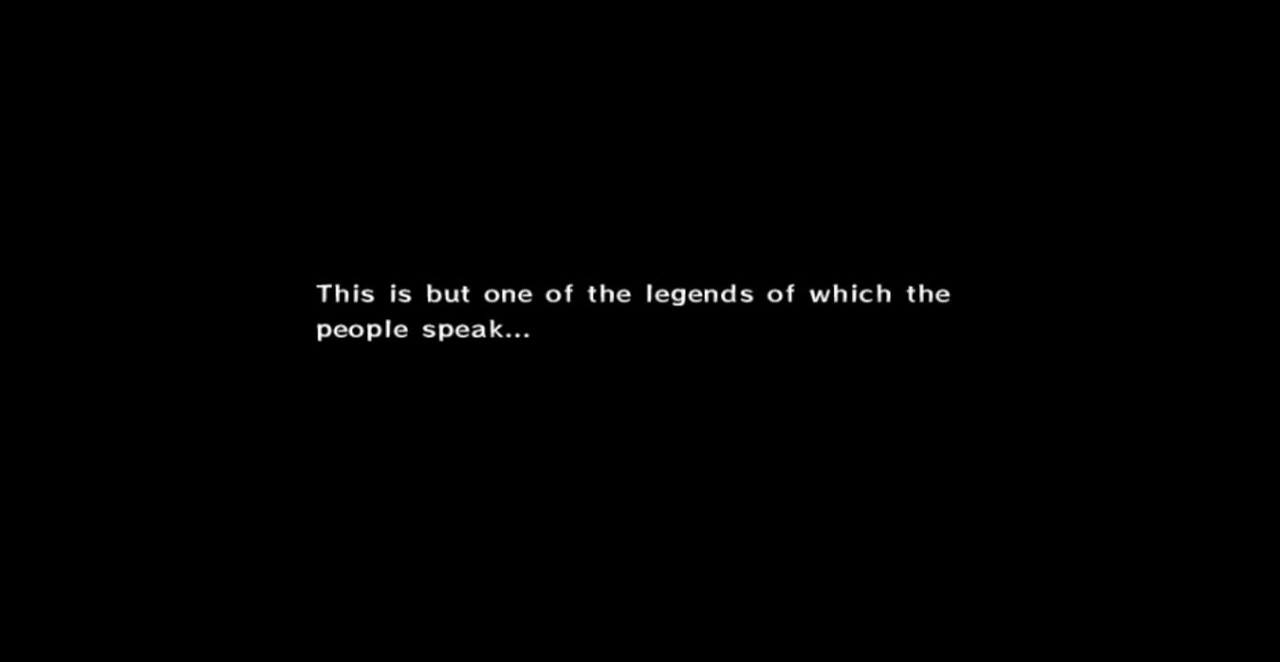 This is but one of the legends of which the
people speak...